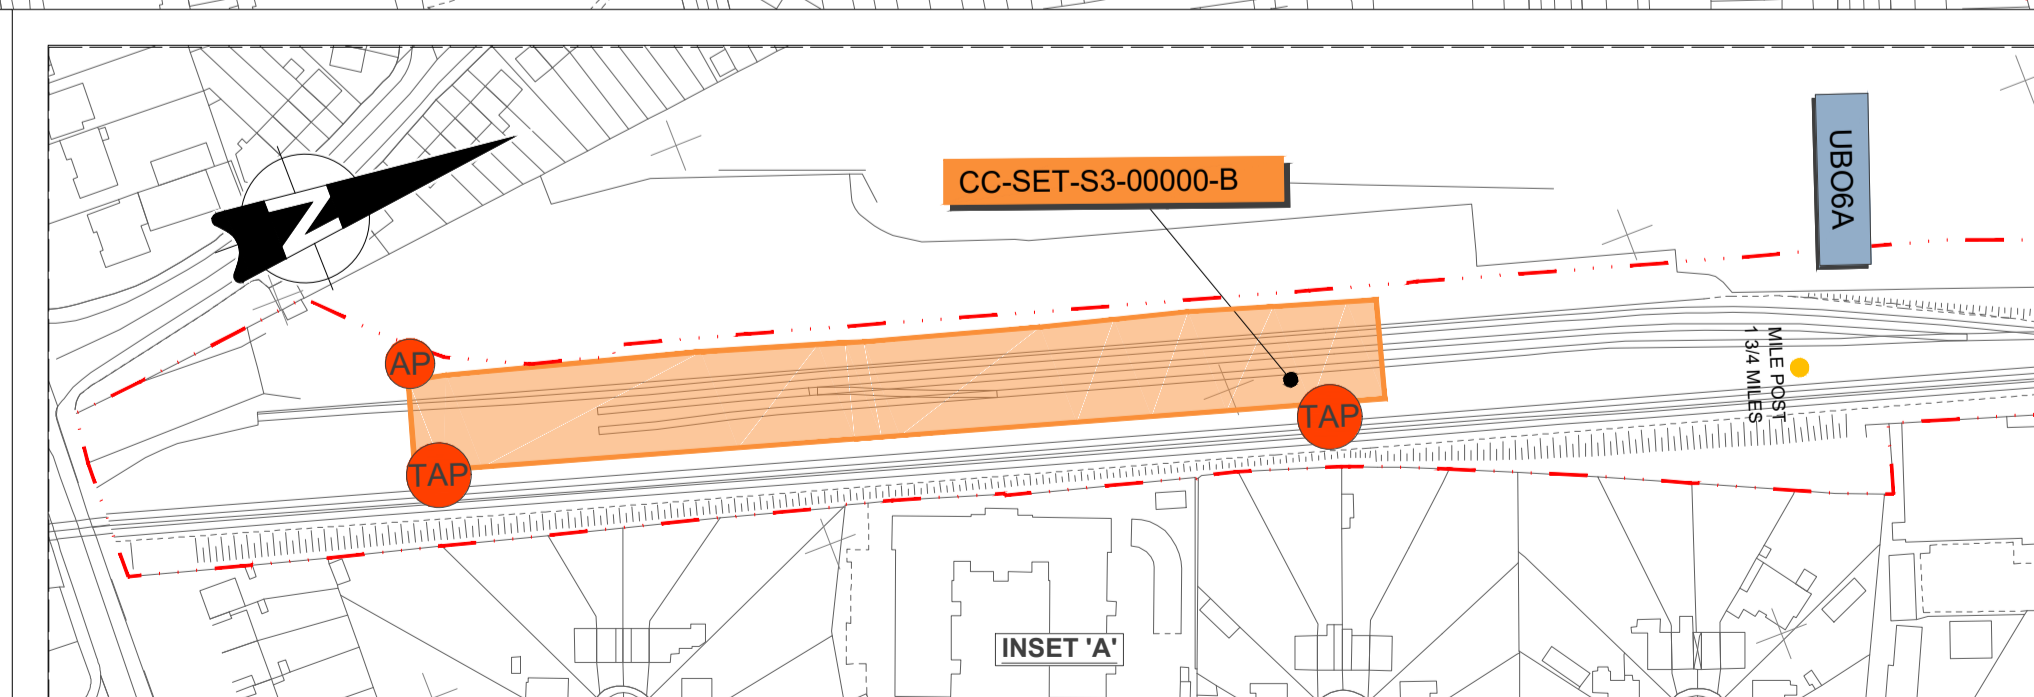 CC-SET-S3-00000-B
UBO6A
N
AP
MILE POST
1 3/4 MILES
TAP
TAP
INSET 'A'